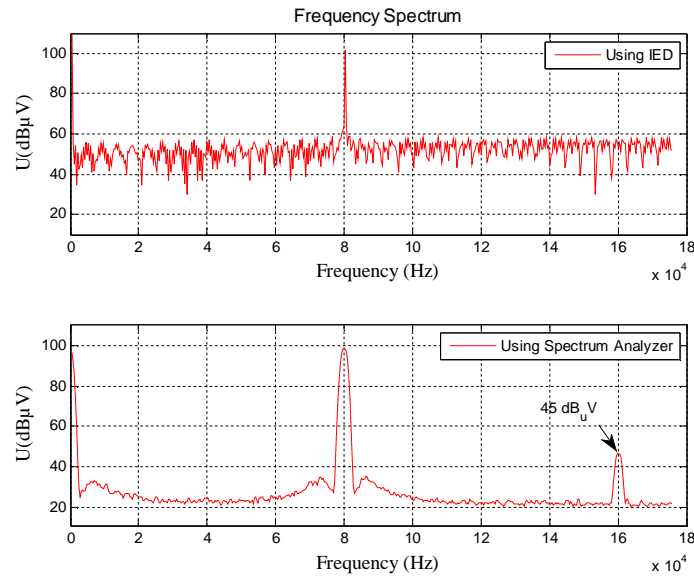 Frequency Spectrum
Using IED
U(dBμV)
100
80
60
40
20
0 2 4 6 8 10 12 14 16 18
Frequency (Hz)
x 10^4
Using Spectrum Analyzer
45 dB_uV
U(dBμV)
100
80
60
40
20
0 2 4 6 8 10 12 14 16 18
Frequency (Hz)
x 10^4